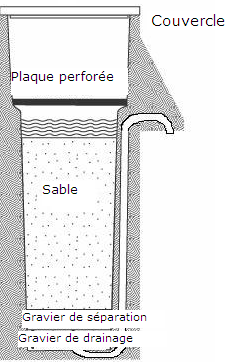 Couvercle
Plaque perforée
Sable
Gravier de séparation
Gravier de drainage